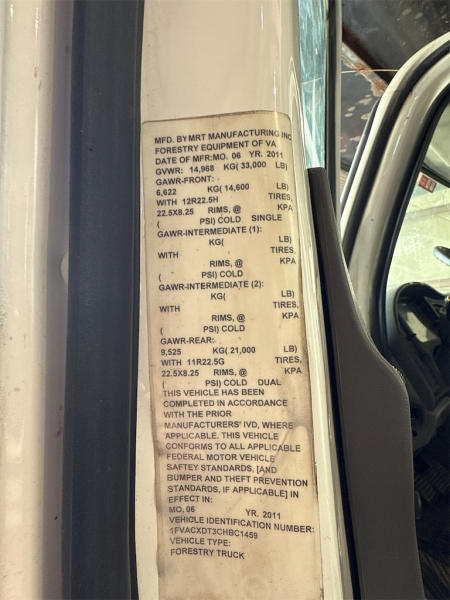 MFD. BY MRT MANUFACTURING INC
FORESTRY EQUIPMENT OF VA
DATE OF MFR: MO. 06 YR. 2011
GVWR: 14,968 KG( 33,000 LB)
GAWR-FRONT:
6,622 KG( 14,600 LB)
WITH 12R22.5H TIRES,
22.5X8.25 RIMS, @ KPA
( PSI) COLD SINGLE
GAWR-INTERMEDIATE (1):
KG( LB)
WITH TIRES,
RIMS, @ KPA
( PSI) COLD
GAWR-INTERMEDIATE (2):
KG( LB)
WITH TIRES,
RIMS, @ KPA
( PSI) COLD
GAWR-REAR:
9,525 KG( 21,000 LB)
WITH 11R22.5G TIRES,
22.5X8.25 RIMS, @ KPA
( PSI) COLD DUAL
THIS VEHICLE HAS BEEN
COMPLETED IN ACCORDANCE
WITH THE PRIOR
MANUFACTURERS' IVD, WHERE
APPLICABLE. THIS VEHICLE
CONFORMS TO ALL APPLICABLE
FEDERAL MOTOR VEHICLE
SAFTEY STANDARDS, [AND
BUMPER AND THEFT PREVENTION
STANDARDS, IF APPLICABLE] IN
EFFECT IN:
MO. 06 YR. 2011
VEHICLE IDENTIFICATION NUMBER:
1FVACXDT3CHBC1459
VEHICLE TYPE:
FORESTRY TRUCK